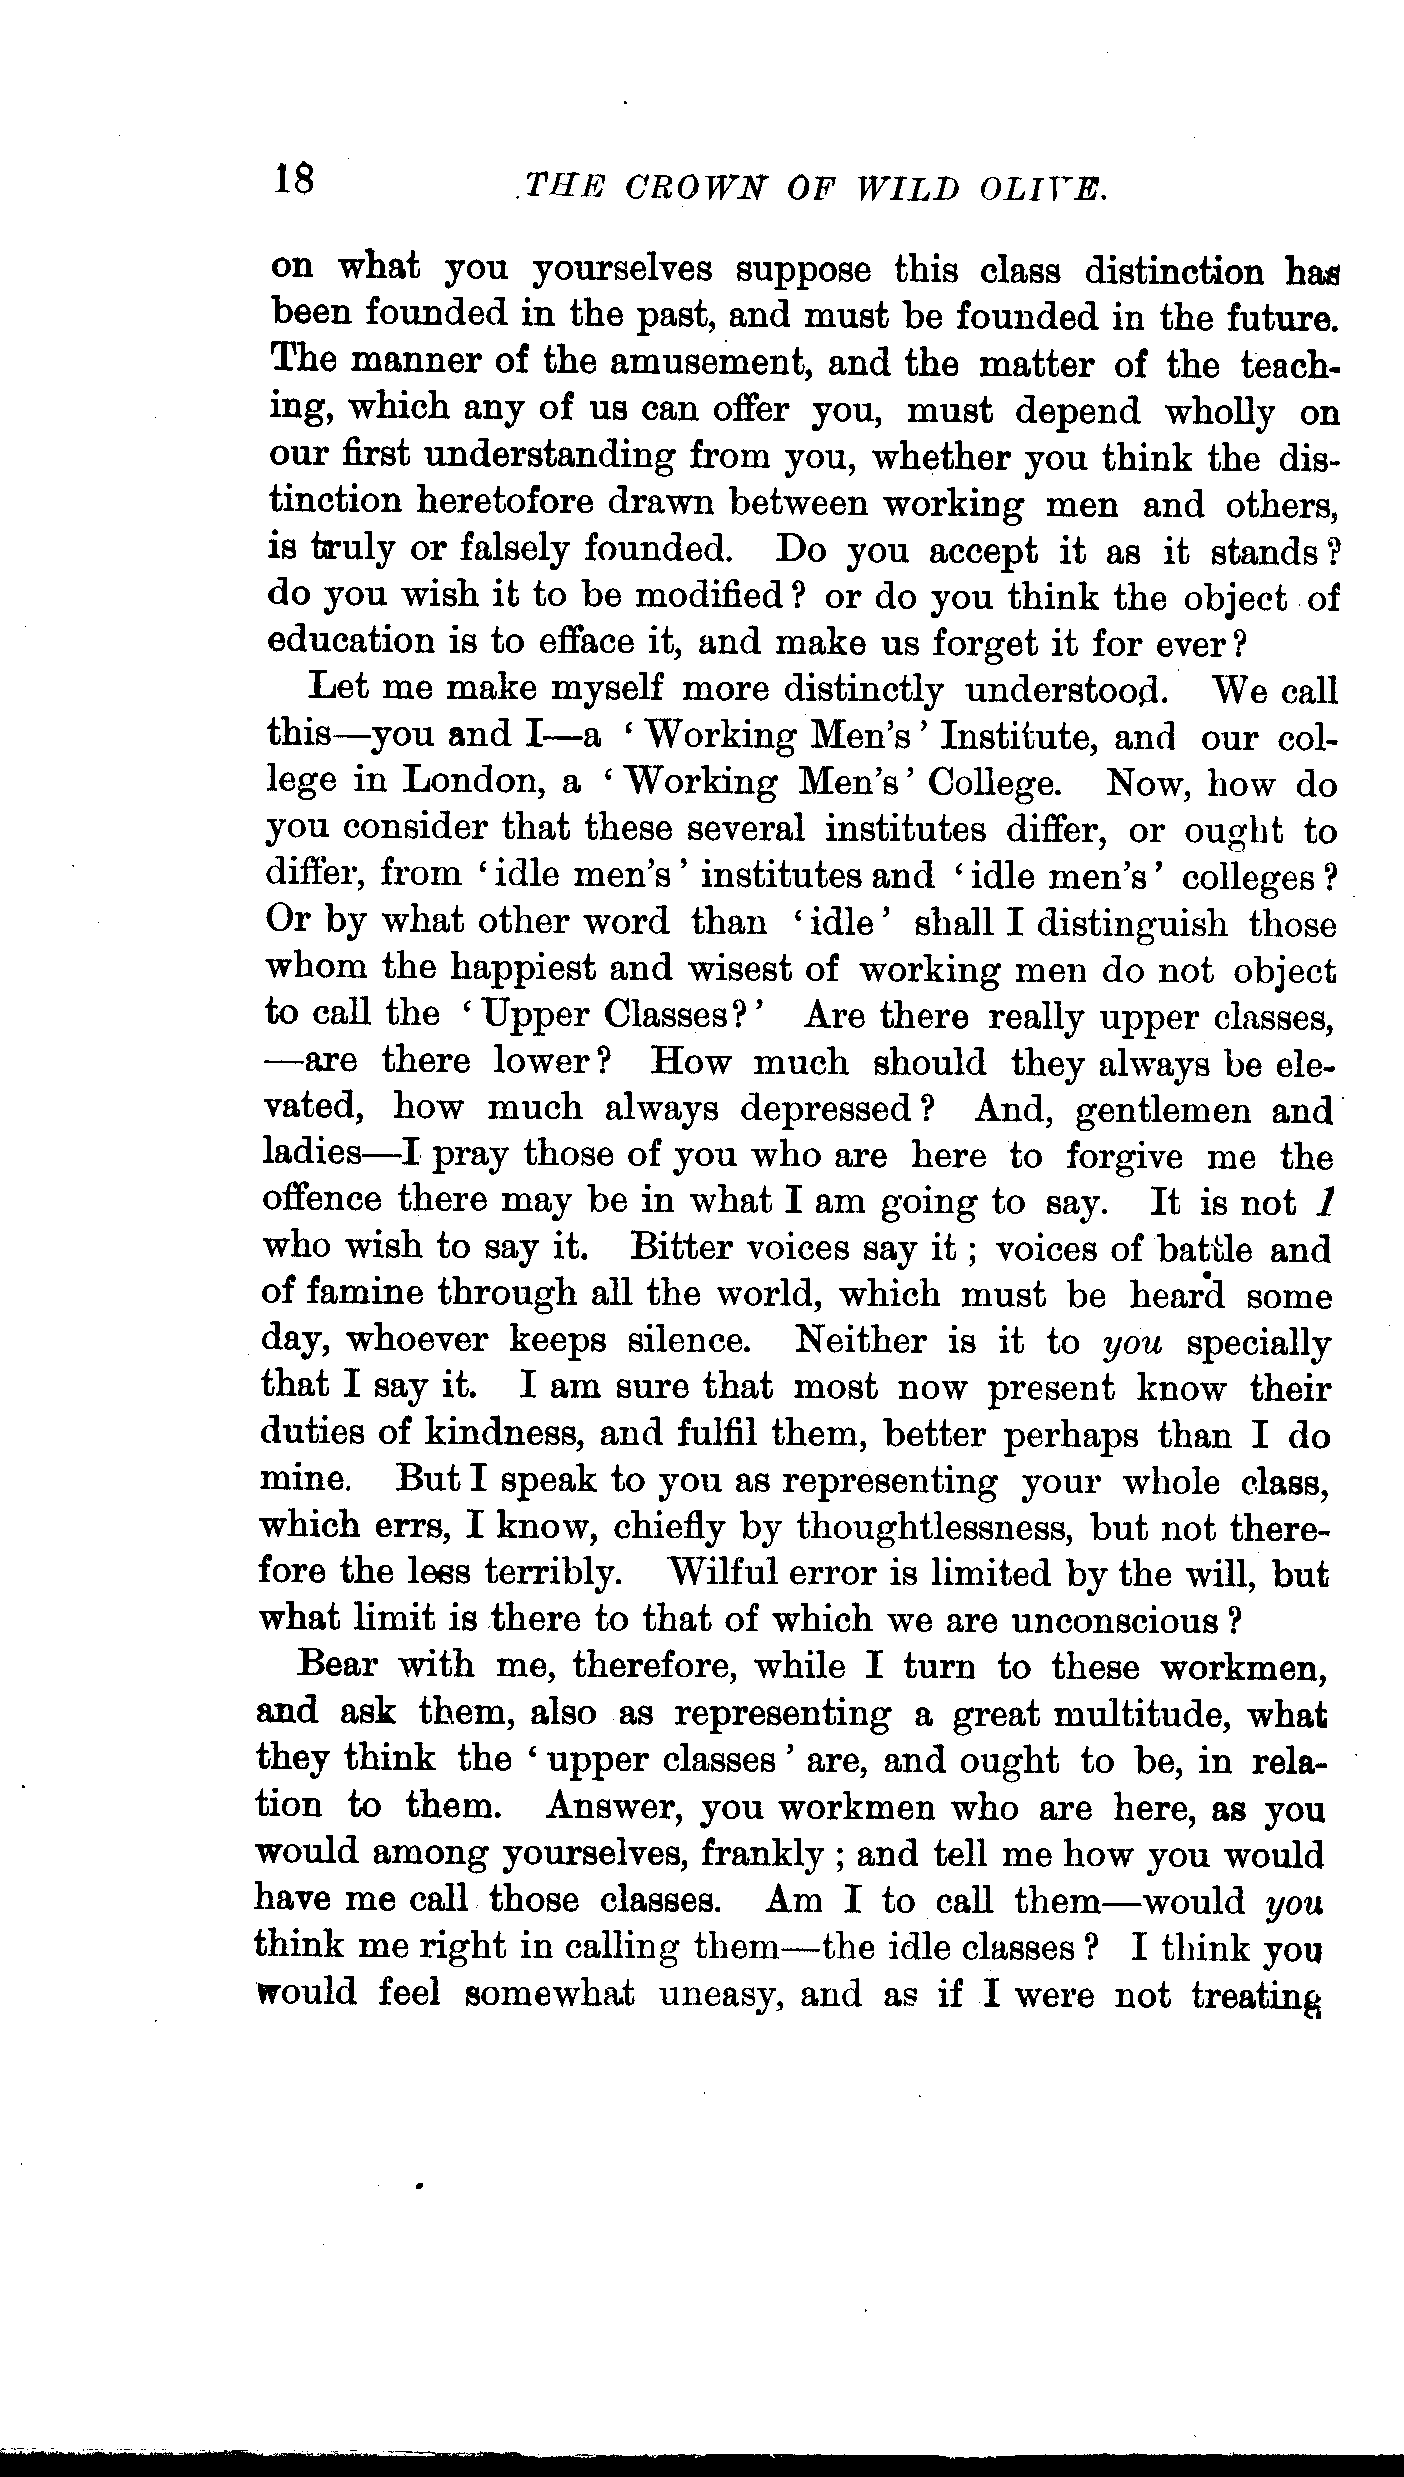 18 THE CROWN OF WILD OLIVE.
on what you yourselves suppose this class distinction has
been founded in the past, and must be founded in the future.
The manner of the amusement, and the matter of the teach-
ing, which any of us can offer you, must depend wholly on
our first understanding from you, whether you think the dis-
tinction heretofore drawn between working men and others,
is truly or falsely founded. Do you accept it as it stands?
do you wish it to be modified? or do you think the object of
education is to efface it, and make us forget it for ever?
Let me make myself more distinctly understood. We call
this—you and I—a ‘Working Men's’ Institute, and our col-
lege in London, a ‘Working Men's’ College. Now, how do
you consider that these several institutes differ, or ought to
differ, from ‘idle men's’ institutes and ‘idle men's’ colleges?
Or by what other word than ‘idle’ shall I distinguish those
whom the happiest and wisest of working men do not object
to call the ‘Upper Classes?’ Are there really upper classes,
—are there lower? How much should they always be ele-
vated, how much always depressed? And, gentlemen and
ladies—I pray those of you who are here to forgive me the
offence there may be in what I am going to say. It is not I
who wish to say it. Bitter voices say it; voices of battle and
of famine through all the world, which must be heard some
day, whoever keeps silence. Neither is it to you specially
that I say it. I am sure that most now present know their
duties of kindness, and fulfil them, better perhaps than I do
mine. But I speak to you as representing your whole class,
which errs, I know, chiefly by thoughtlessness, but not there-
fore the less terribly. Wilful error is limited by the will, but
what limit is there to that of which we are unconscious?
Bear with me, therefore, while I turn to these workmen,
and ask them, also as representing a great multitude, what
they think the ‘upper classes’ are, and ought to be, in rela-
tion to them. Answer, you workmen who are here, as you
would among yourselves, frankly; and tell me how you would
have me call those classes. Am I to call them—would you
think me right in calling them—the idle classes? I think you
would feel somewhat uneasy, and as if I were not treating